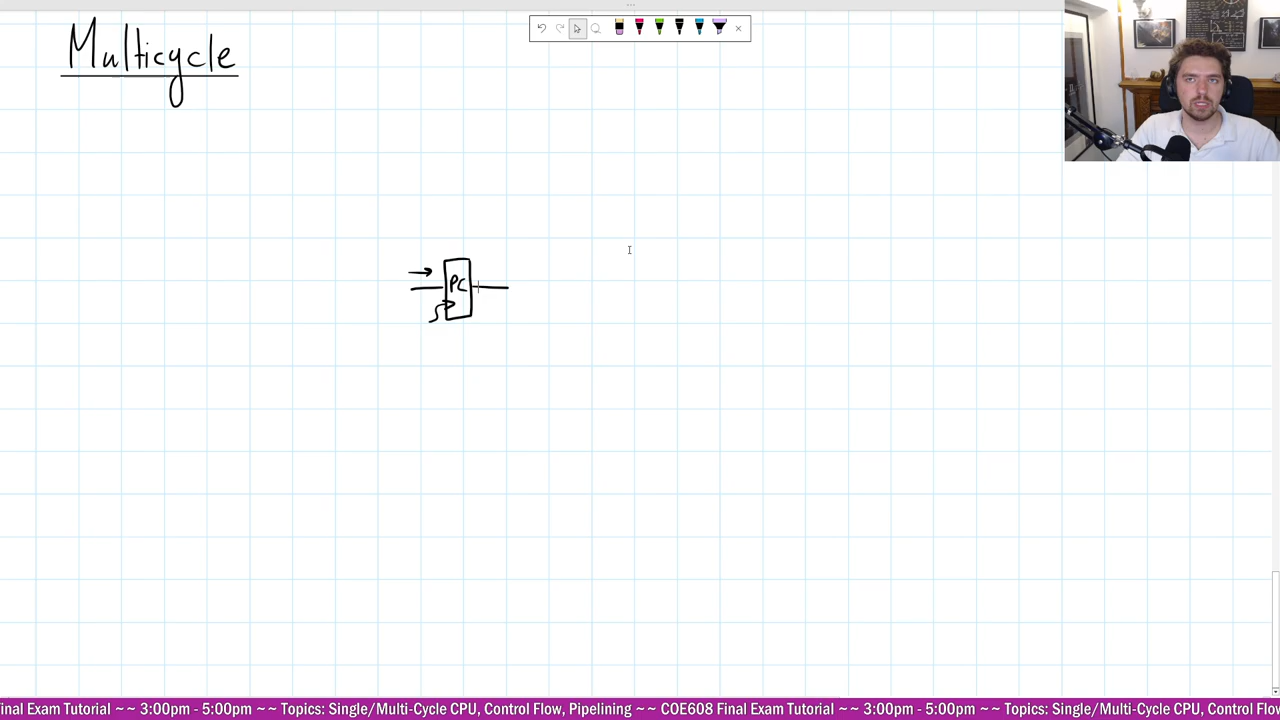 Multicycle
PC
inal Exam Tutorial ~~ 3:00pm - 5:00pm ~~ Topics: Single/Multi-Cycle CPU, Control Flow, Pipelining ~~ COE608 Final Exam Tutorial ~~ 3:00pm - 5:00pm ~~ Topics: Single/Multi-Cycle CPU, Control Flow